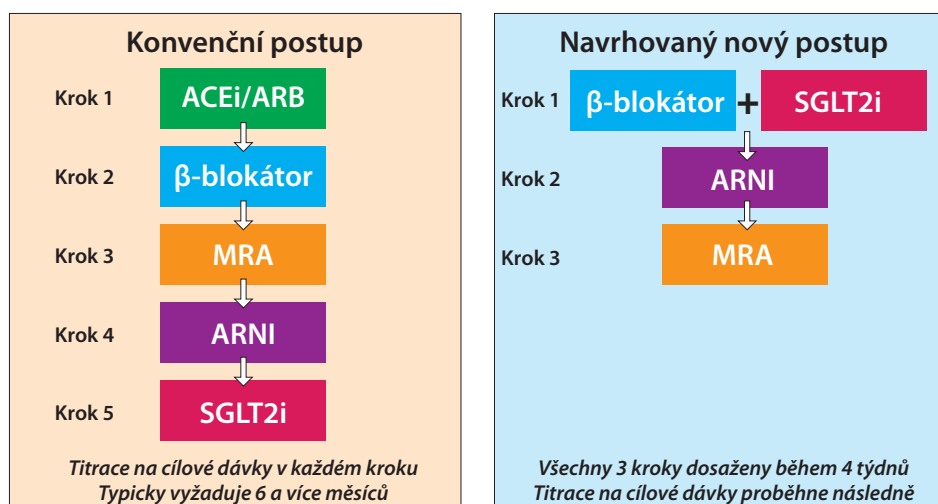 Konvenční postup
Krok 1
ACEi/ARB
Krok 2
β-blokátor
Krok 3
MRA
Krok 4
ARNI
Krok 5
SGLT2i
Titrace na cílové dávky v každém kroku
Typicky vyžaduje 6 a více měsíců
Navrhovaný nový postup
Krok 1
β-blokátor + SGLT2i
Krok 2
ARNI
Krok 3
MRA
Všechny 3 kroky dosaženy během 4 týdnů
Titrace na cílové dávky proběhne následně